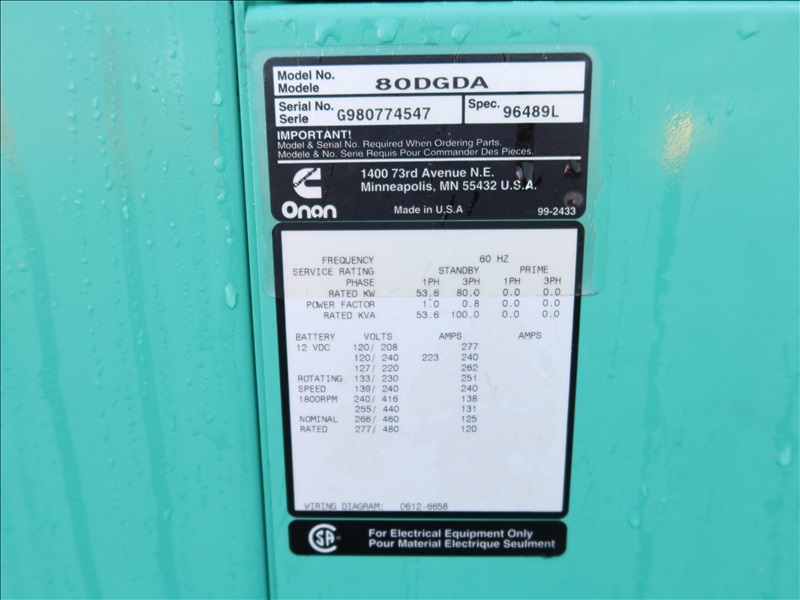 Model No. 80DGDA
Modele
Serial No. G980774547 Spec. 96489L
Serie
IMPORTANT!
Model & Serial No. Required When Ordering Parts.
Modele & No. Serie Requis Pour Commander Des Pieces.
1400 73rd Avenue N.E.
Minneapolis, MN 55432 U.S.A.
Onan Made in U.S.A 99-2433
FREQUENCY 60 HZ
SERVICE RATING STANDBY PRIME
PHASE 1PH 3PH 1PH 3PH
RATED KW 53.6 80.0 0.0 0.0
POWER FACTOR 1.0 0.8 0.0 0.0
RATED KVA 53.6 100.0 0.0 0.0
BATTERY VOLTS AMPS AMPS
12 VDC 120/ 208 277
120/ 240 223 240
127/ 220 262
ROTATING 133/ 230 251
SPEED 139/ 240 240
1800RPM 240/ 416 138
255/ 440 131
NOMINAL 266/ 460 125
RATED 277/ 480 120
WIRING DIAGRAM: 0612-6658
For Electrical Equipment Only
Pour Material Electrique Seulment